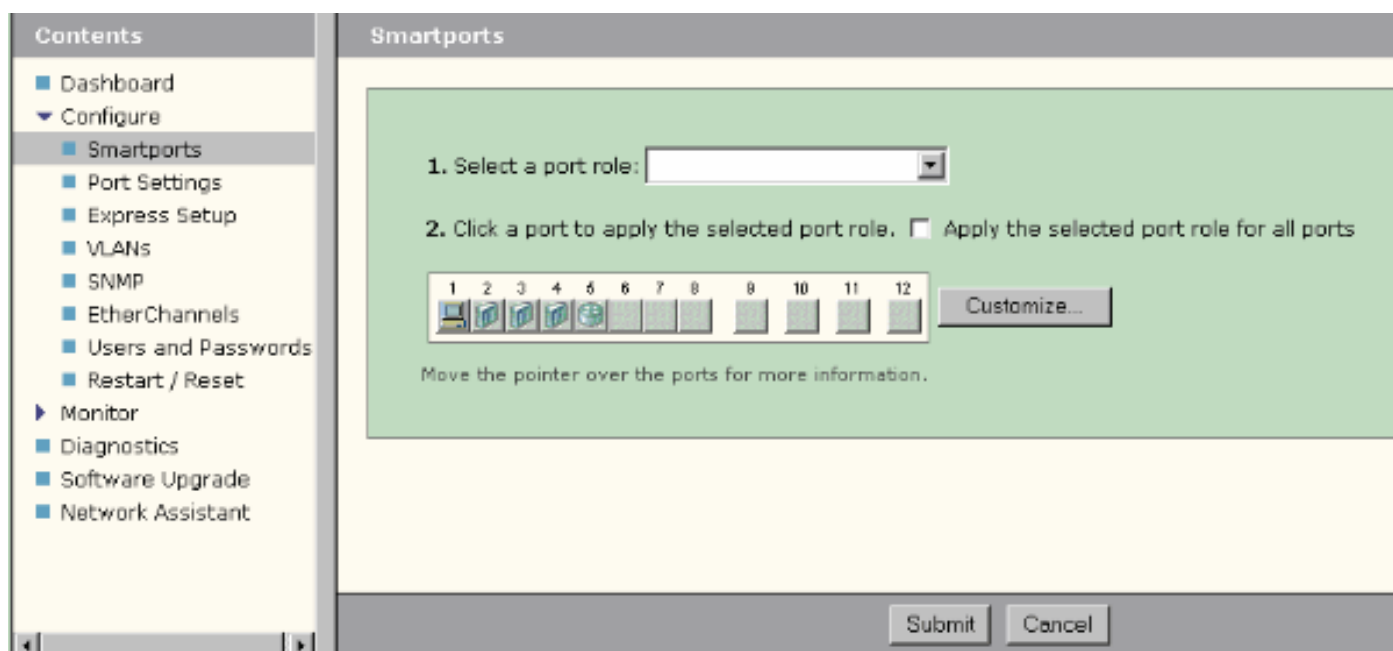 Contents
Dashboard
Configure
Smartports
Port Settings
Express Setup
VLANs
SNMP
EtherChannels
Users and Passwords
Restart / Reset
Monitor
Diagnostics
Software Upgrade
Network Assistant
Smartports
1. Select a port role:
2. Click a port to apply the selected port role. Apply the selected port role for all ports
1 2 3 4 5 6 7 8 9 10 11 12
Customize...
Move the pointer over the ports for more information.
Submit Cancel